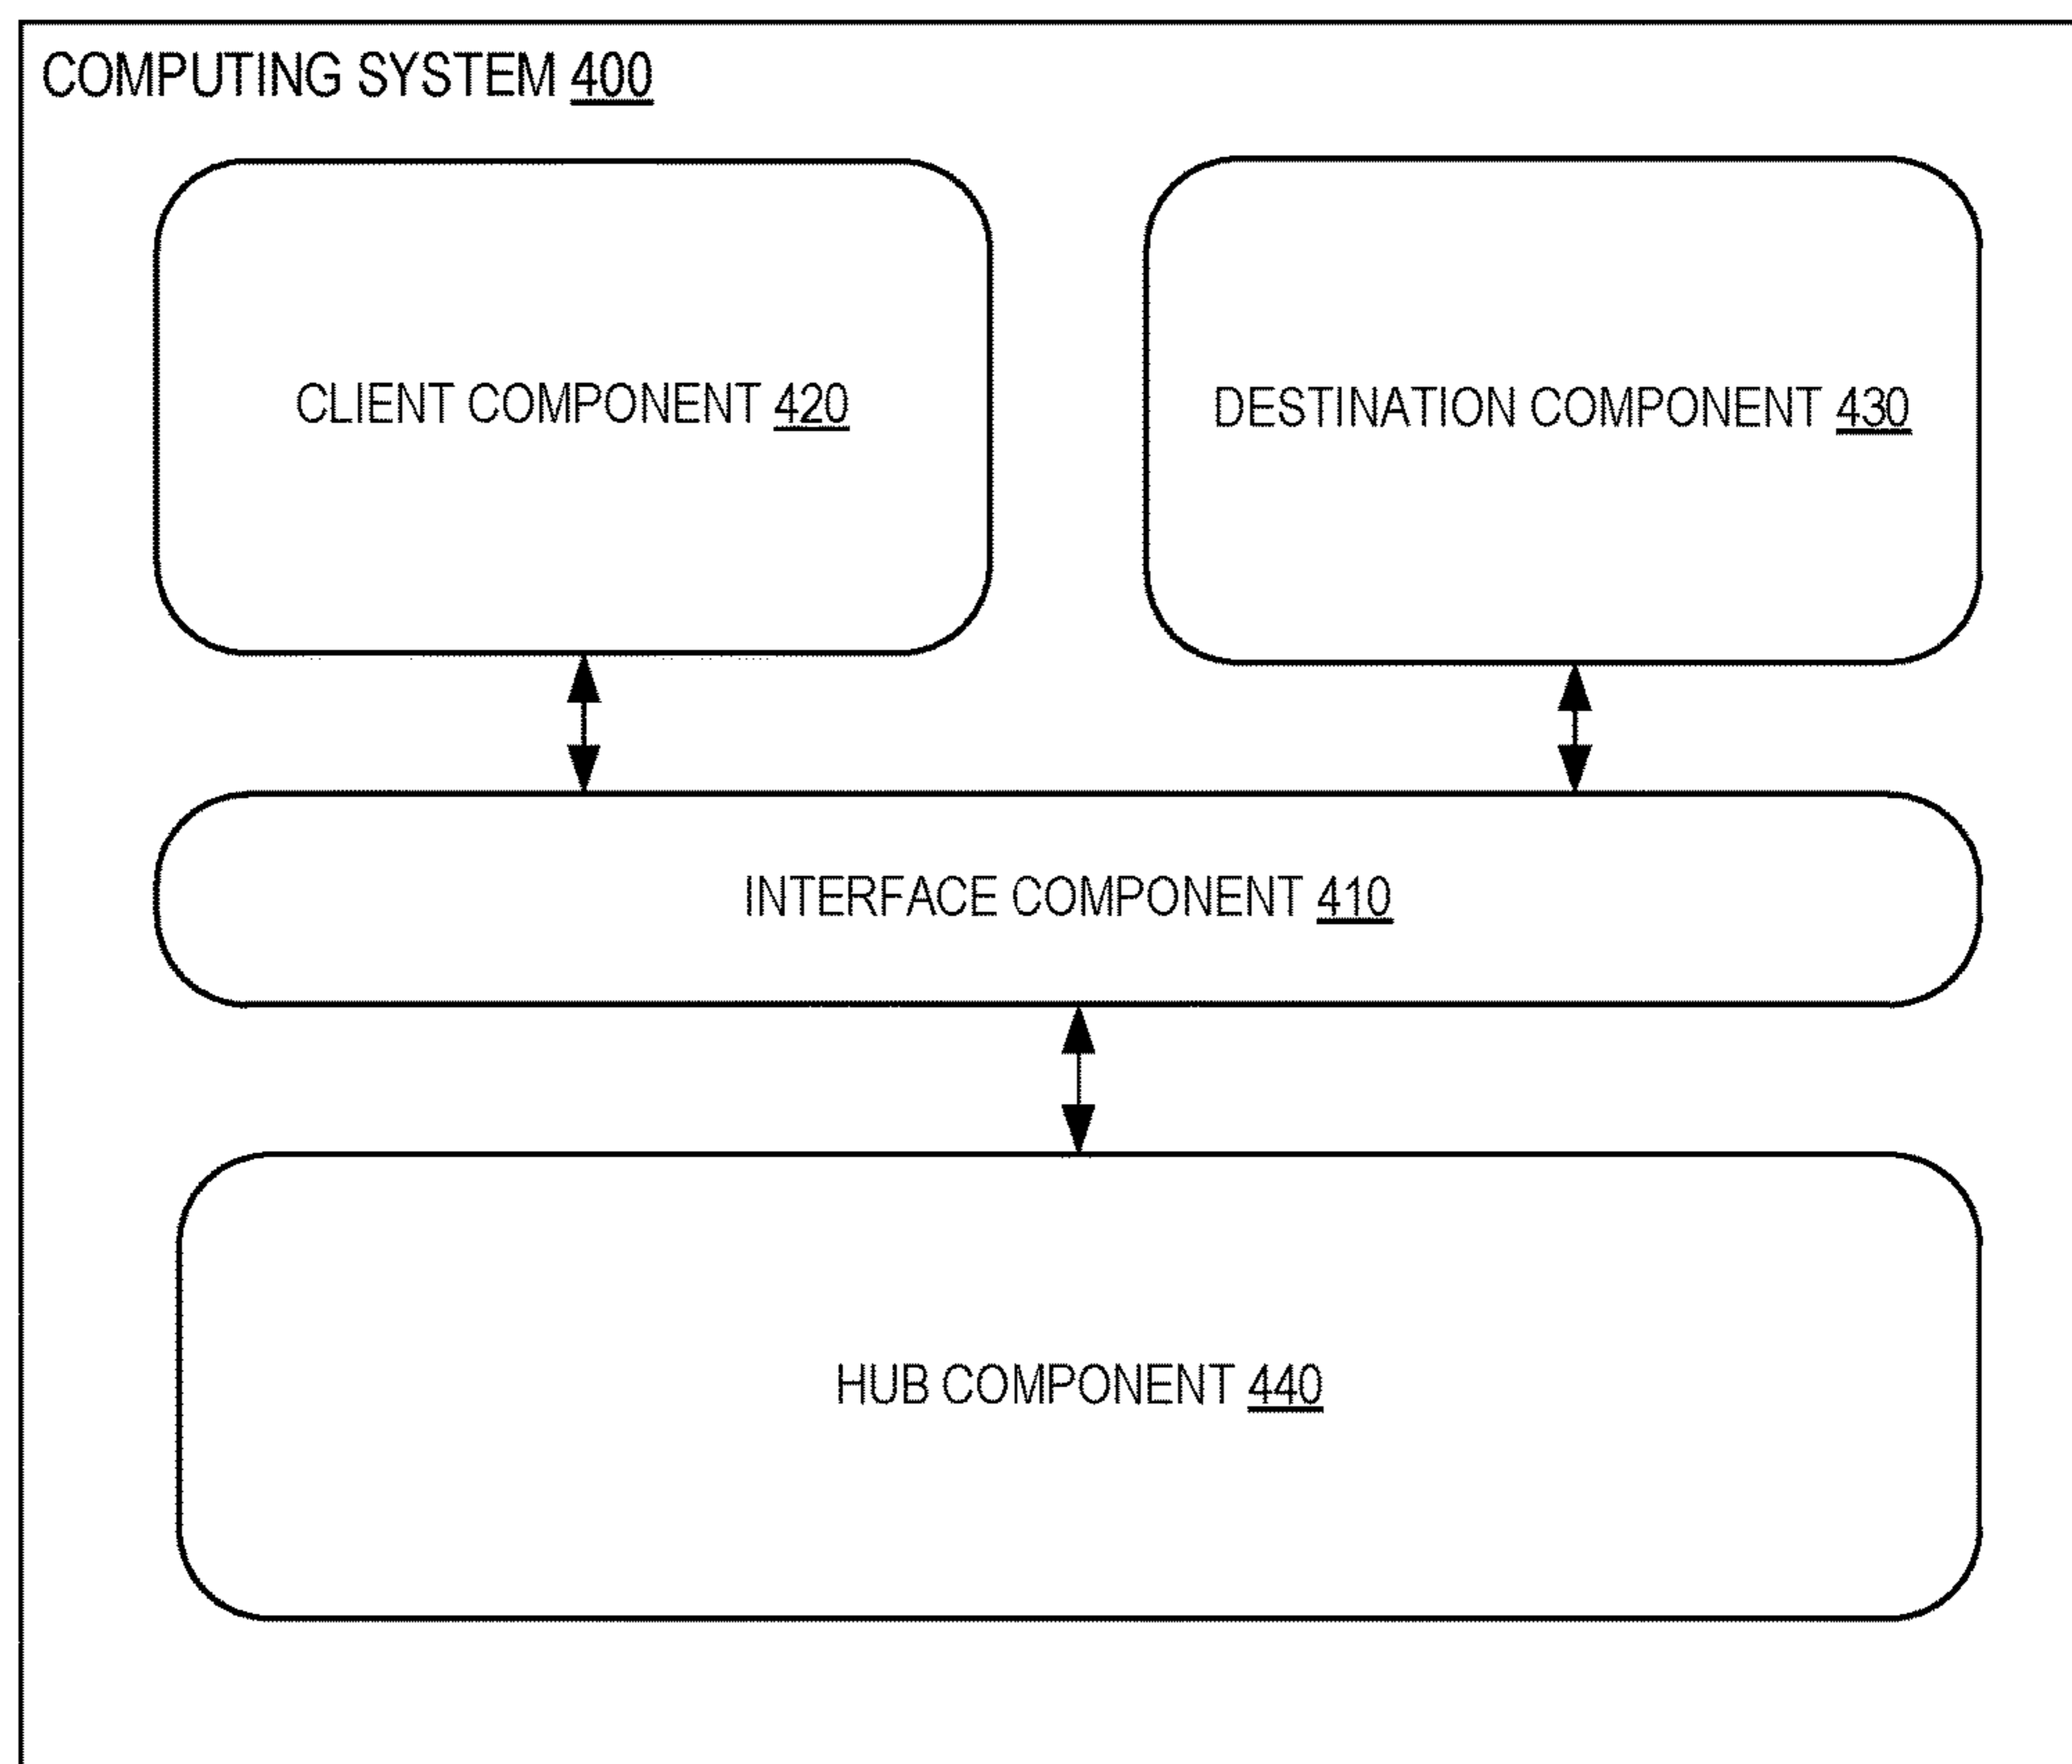 COMPUTING SYSTEM 400
CLIENT COMPONENT 420
DESTINATION COMPONENT 430
INTERFACE COMPONENT 410
HUB COMPONENT 440